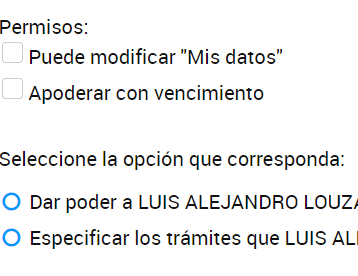 Permisos:
Puede modificar "Mis datos"
Apoderar con vencimiento
Seleccione la opción que corresponda:
Dar poder a LUIS ALEJANDRO
Especificar los trámites que LUIS